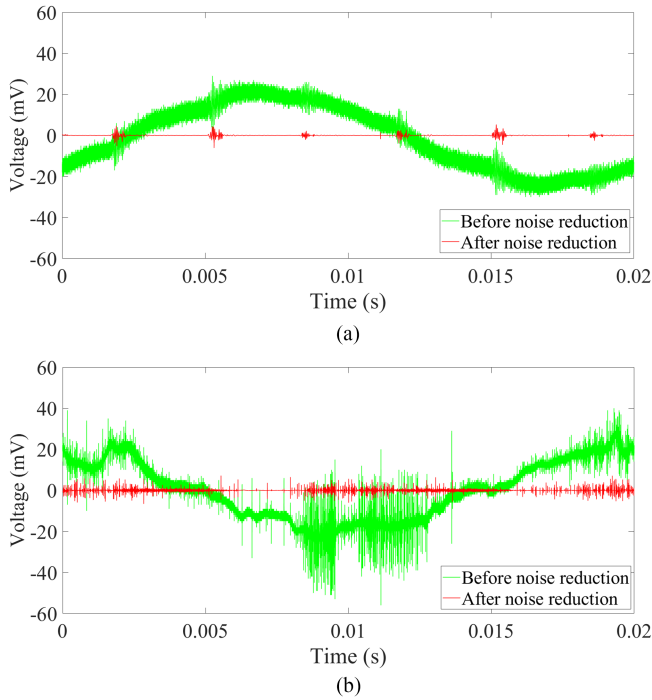 60
40
20
0
-20
-40
-60
Voltage (mV)
Before noise reduction
After noise reduction
0 0.005 0.01 0.015 0.02
Time (s)
(a)
60
40
20
0
-20
-40
-60
Voltage (mV)
Before noise reduction
After noise reduction
0 0.005 0.01 0.015 0.02
Time (s)
(b)